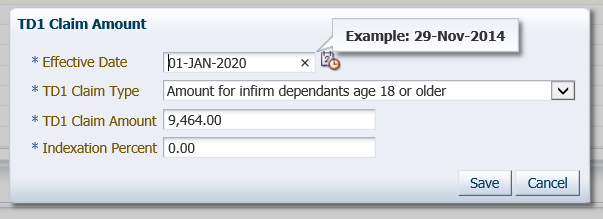 TD1 Claim Amount
Example: 29-Nov-2014
* Effective Date 01-JAN-2020 ×
* TD1 Claim Type Amount for infirm dependants age 18 or older
* TD1 Claim Amount 9,464.00
* Indexation Percent 0.00
Save Cancel